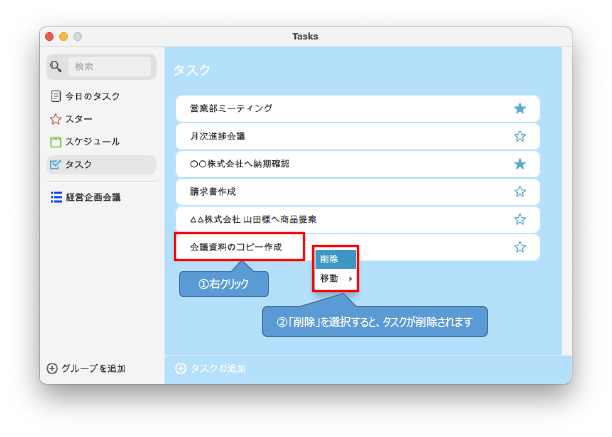 Tasks
検索
今日のタスク
スター
スケジュール
タスク
経営企画会議
グループを追加
タスク
営業部ミーティング
月次進捗会議
〇〇株式会社へ納期確認
請求書作成
△△株式会社 山田様へ商品提案
会議資料のコピー作成
削除
移動
①右クリック
②「削除」を選択すると、タスクが削除されます
タスクの追加